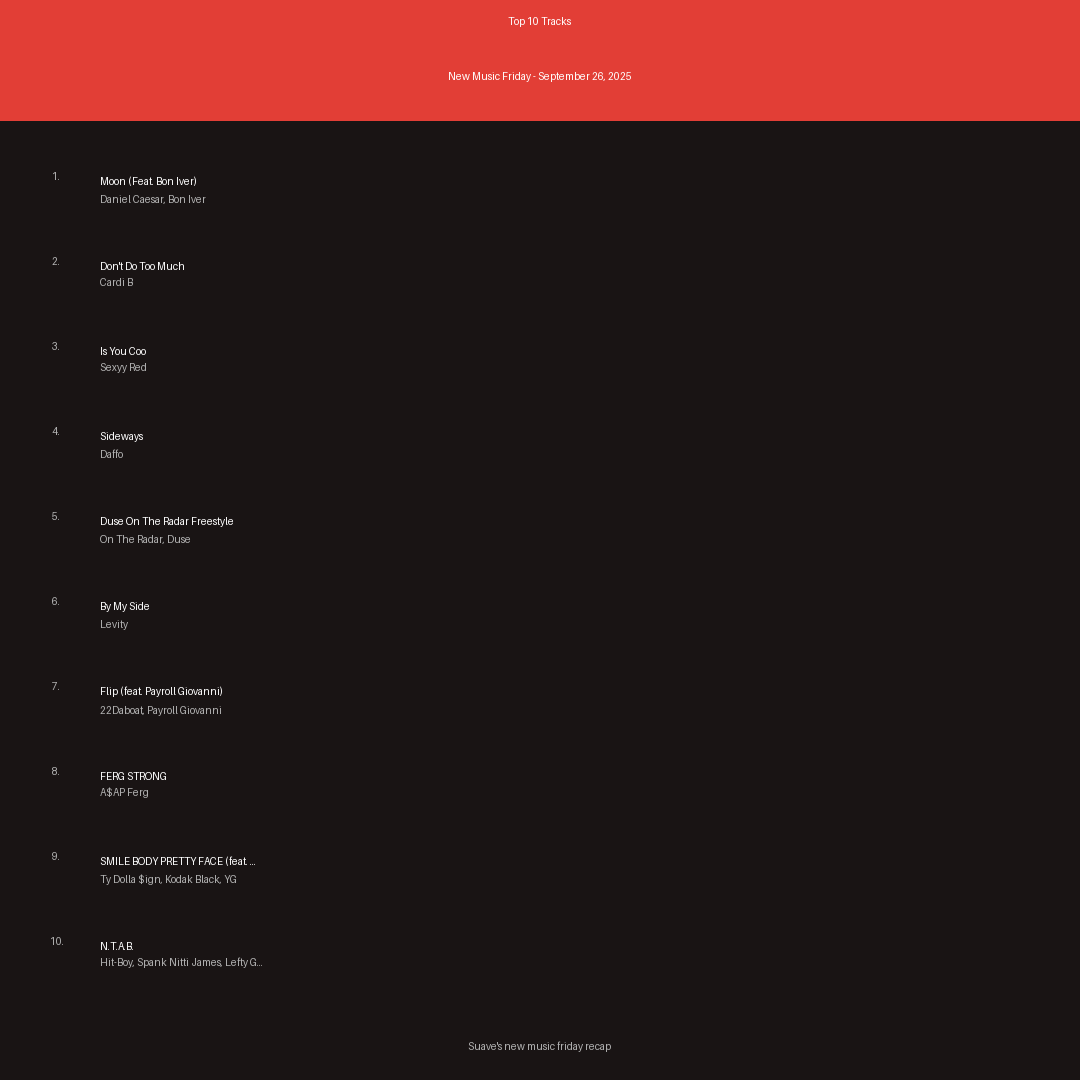 Top 10 Tracks
New Music Friday - September 26, 2025
1.
Moon (Feat. Bon Iver)
Daniel Caesar, Bon Iver
2.
Don't Do Too Much
Cardi B
3.
Is You Coo
Sexyy Red
4.
Sideways
Daffo
5.
Duse On The Radar Freestyle
On The Radar, Duse
6.
By My Side
Levity
7.
Flip (feat. Payroll Giovanni)
22Daboat, Payroll Giovanni
8.
FERG STRONG
A$AP Ferg
9.
SMILE BODY PRETTY FACE (feat. ...
Ty Dolla $ign, Kodak Black, YG
10.
N.T.A.B.
Hit-Boy, Spank Nitti James, Lefty G...
Suave's new music friday recap